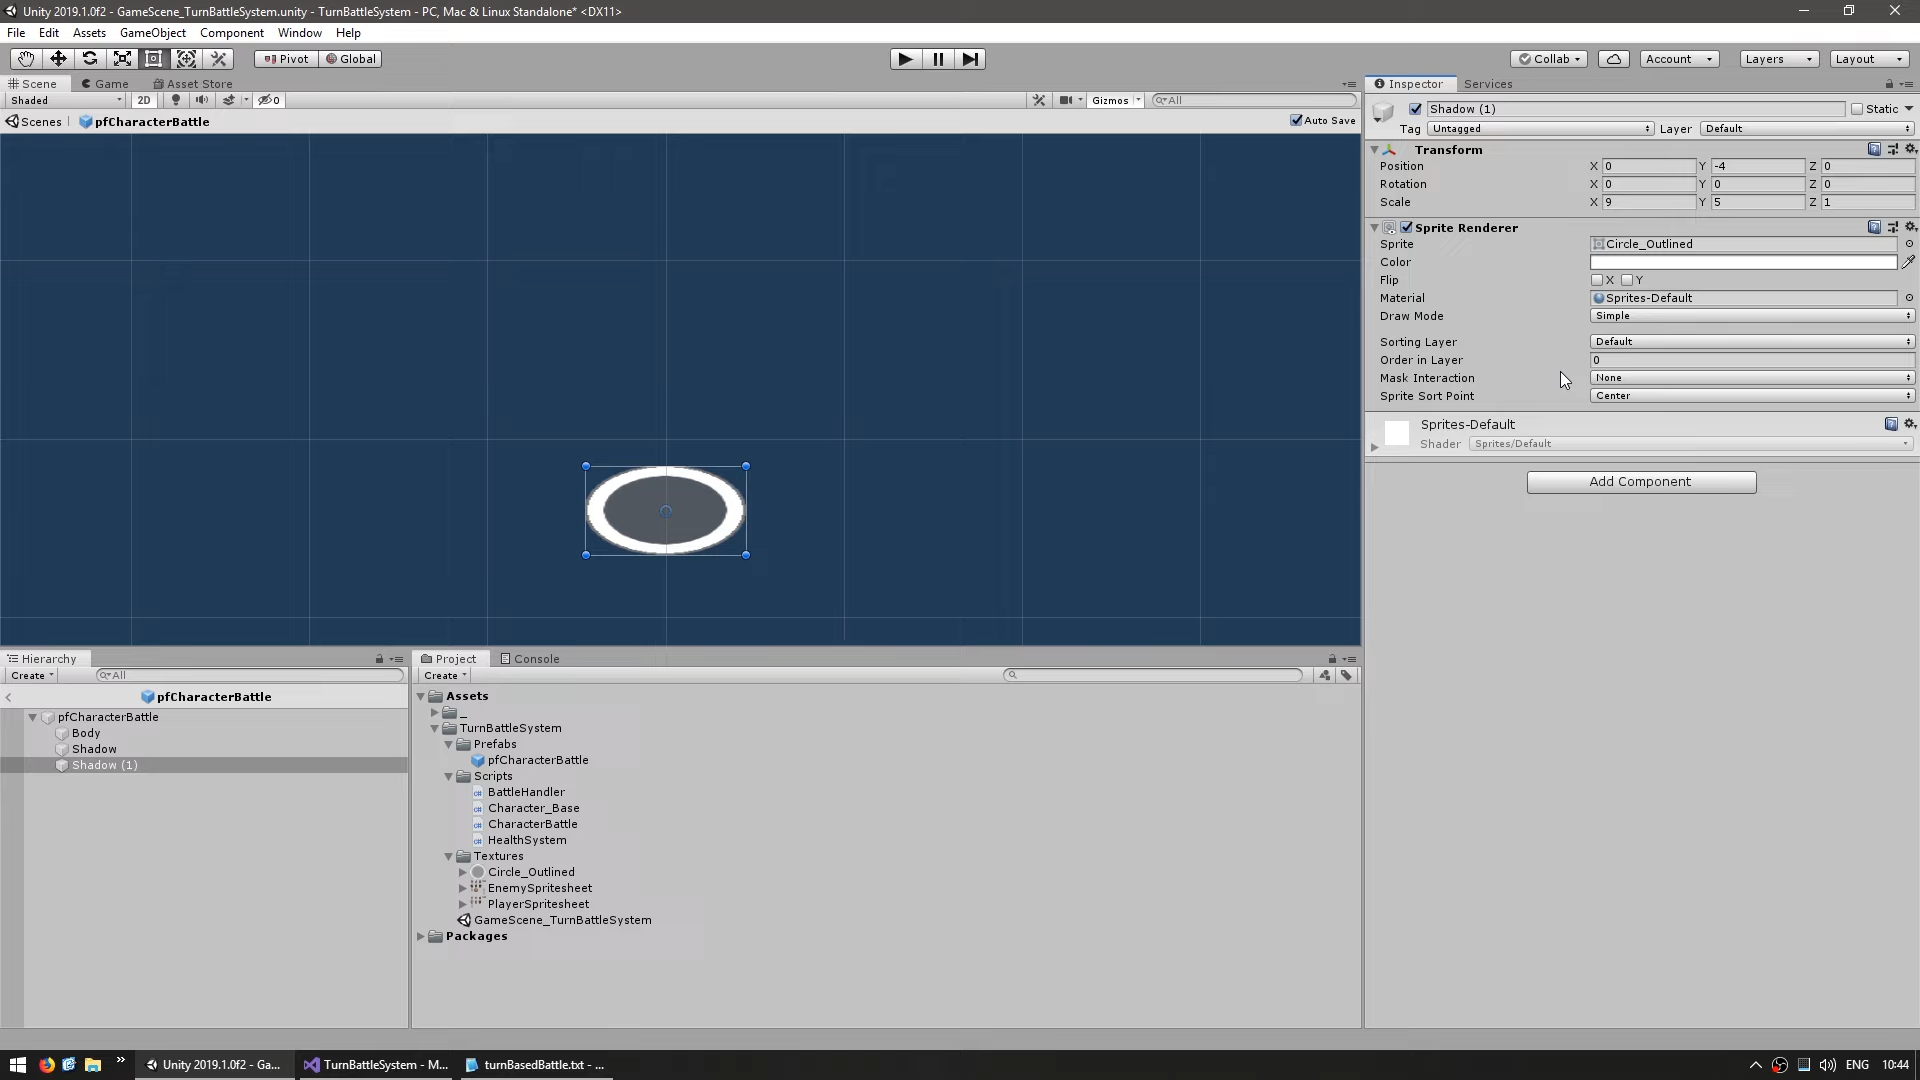 Unity 2019.1.0f2 - GameScene_TurnBattleSystem.unity - TurnBattleSystem - PC, Mac & Linux Standalone* <DX11>
File Edit Assets GameObject Component Window Help
Pivot Global Collab Account Layers Layout
Scene Game Asset Store Inspector Services
Shaded 2D 0 Gizmos All
Scenes pfCharacterBattle Auto Save
Shadow (1) Static
Tag Untagged Layer Default
Transform
Position X 0 Y -4 Z 0
Rotation X 0 Y 0 Z 0
Scale X 9 Y 5 Z 1
Sprite Renderer
Sprite Circle_Outlined
Color
Flip X Y
Material Sprites-Default
Draw Mode Simple
Sorting Layer Default
Order in Layer 0
Mask Interaction None
Sprite Sort Point Center
Sprites-Default
Shader Sprites/Default
Add Component
Hierarchy
Create All
pfCharacterBattle
pfCharacterBattle
Body
Shadow
Shadow (1)
Project Console
Create
Assets
_
TurnBattleSystem
Prefabs
pfCharacterBattle
Scripts
BattleHandler
Character_Base
CharacterBattle
HealthSystem
Textures
Circle_Outlined
EnemySpritesheet
PlayerSpritesheet
GameScene_TurnBattleSystem
Packages
Unity 2019.1.0f2 - Ga... TurnBattleSystem - M... turnBasedBattle.txt - ... ENG 10:44